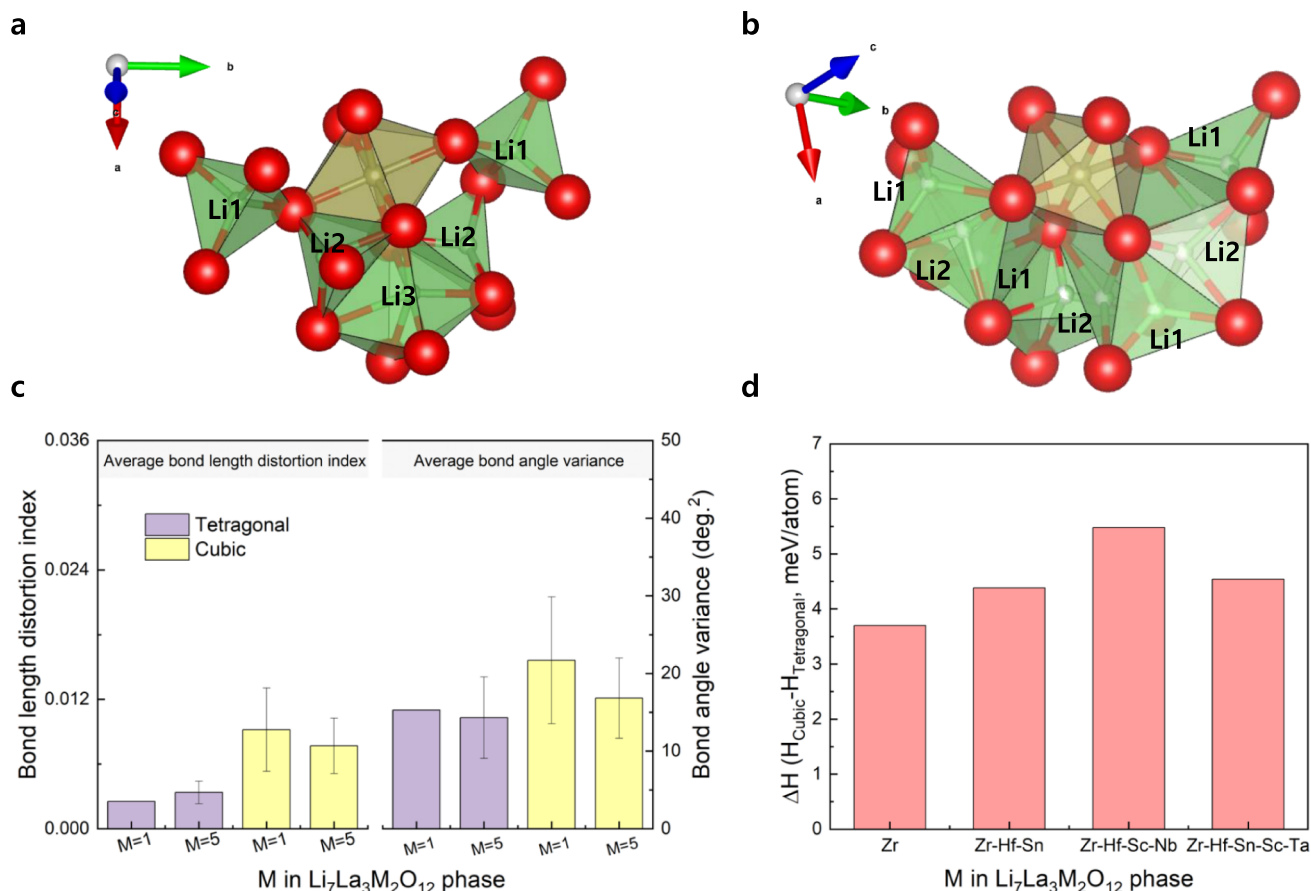 a
b
c
a
Li1
Li1
Li2
Li2
Li3
b
c
b
a
Li1
Li1
Li2
Li1
Li2
Li2
Li1
c
0.036
0.024
0.012
0.000
Bond length distortion index
Average bond length distortion index
Average bond angle variance
Tetragonal
Cubic
50
40
30
20
10
0
Bond angle variance (deg.²)
M=1 M=5 M=1 M=5 M=1 M=5 M=1 M=5
M in Li₇La₃M₂O₁₂ phase
d
7
6
5
4
3
2
1
0
ΔH (H_Cubic-H_Tetragonal, meV/atom)
Zr Zr-Hf-Sn Zr-Hf-Sc-Nb Zr-Hf-Sn-Sc-Ta
M in Li₇La₃M₂O₁₂ phase